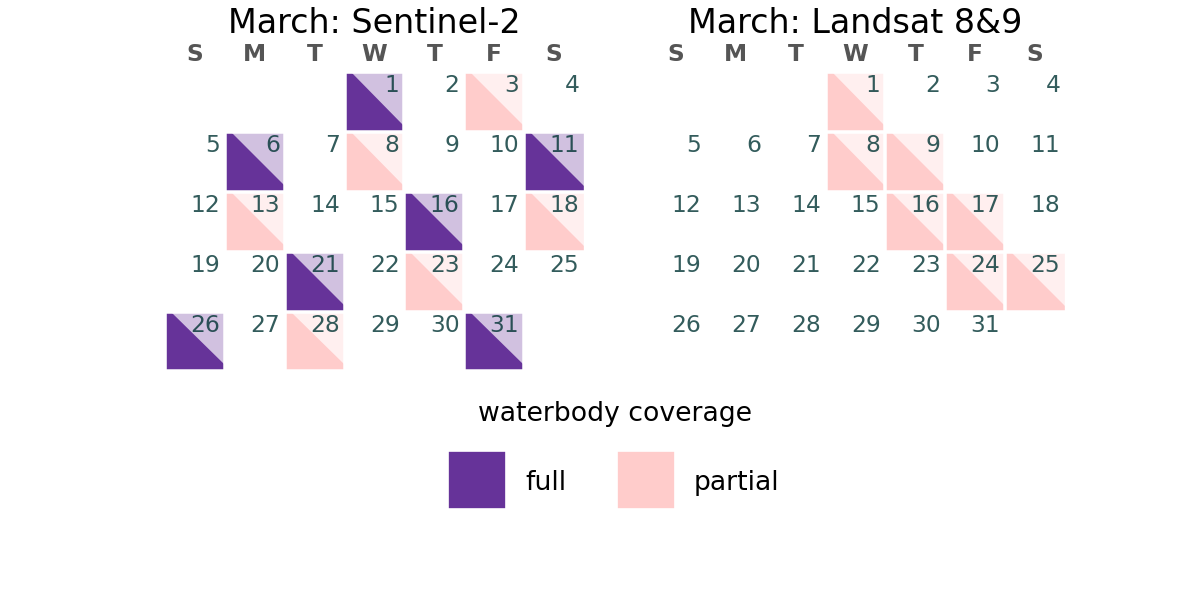 March: Sentinel-2
S M T W T F S
1 2 3 4
5 6 7 8 9 10 11
12 13 14 15 16 17 18
19 20 21 22 23 24 25
26 27 28 29 30 31
March: Landsat 8&9
S M T W T F S
1 2 3 4
5 6 7 8 9 10 11
12 13 14 15 16 17 18
19 20 21 22 23 24 25
26 27 28 29 30 31
waterbody coverage
full
partial